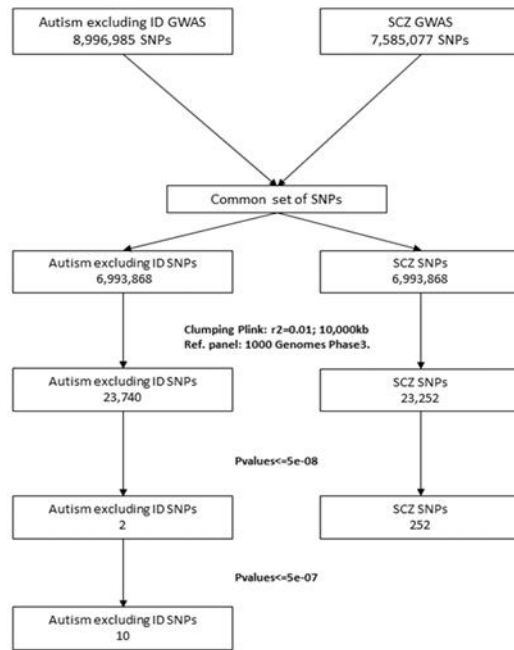 Autism excluding ID GWAS
8,996,985 SNPs
SCZ GWAS
7,585,077 SNPs
Common set of SNPs
Autism excluding ID SNPs
6,993,868
SCZ SNPs
6,993,868
Clumping Plink: r2=0.01; 10,000kb
Ref. panel: 1000 Genomes Phase3.
Autism excluding ID SNPs
23,740
SCZ SNPs
23,252
Pvalues<=5e-08
Autism excluding ID SNPs
2
SCZ SNPs
252
Pvalues<=5e-07
Autism excluding ID SNPs
10